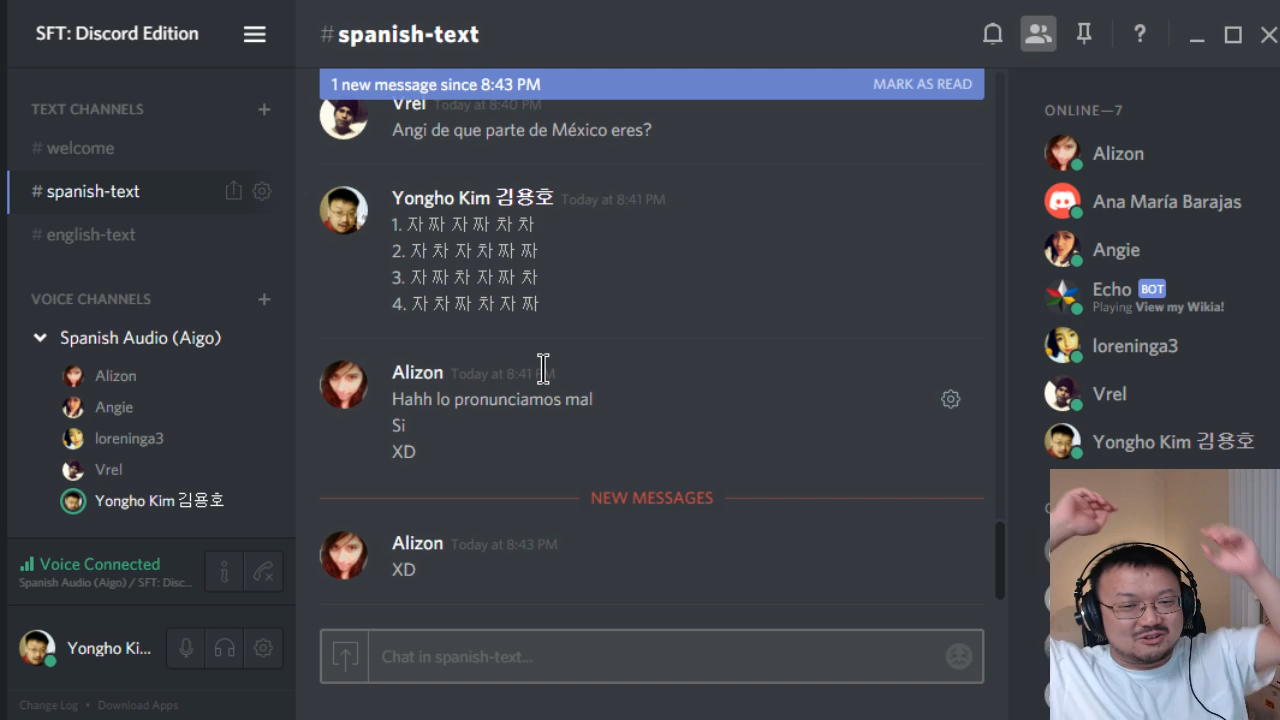 SFT: Discord Edition
TEXT CHANNELS
# welcome
# spanish-text
# english-text
VOICE CHANNELS
Spanish Audio (Aigo)
Alizon
Angie
loreninga3
Vrel
Yongho Kim 김용호
Voice Connected
Spanish Audio (Aigo) / SFT: Disc...
Yongho Ki...
Change Log • Download Apps
# spanish-text
1 new message since 8:43 PM MARK AS READ
Vrel Today at 8:40 PM
Angi de que parte de México eres?
Yongho Kim 김용호 Today at 8:41 PM
1. 자 짜 자 짜 차 차
2. 자 차 자 차 짜 짜
3. 자 짜 차 자 짜 차
4. 자 차 짜 차 자 짜
Alizon Today at 8:41 PM
Hahh lo pronunciamos mal
Si
XD
NEW MESSAGES
Alizon Today at 8:43 PM
XD
Chat in spanish-text...
ONLINE—7
Alizon
Ana María Barajas
Angie
Echo BOT
Playing View my Wikia!
loreninga3
Vrel
Yongho Kim 김용호